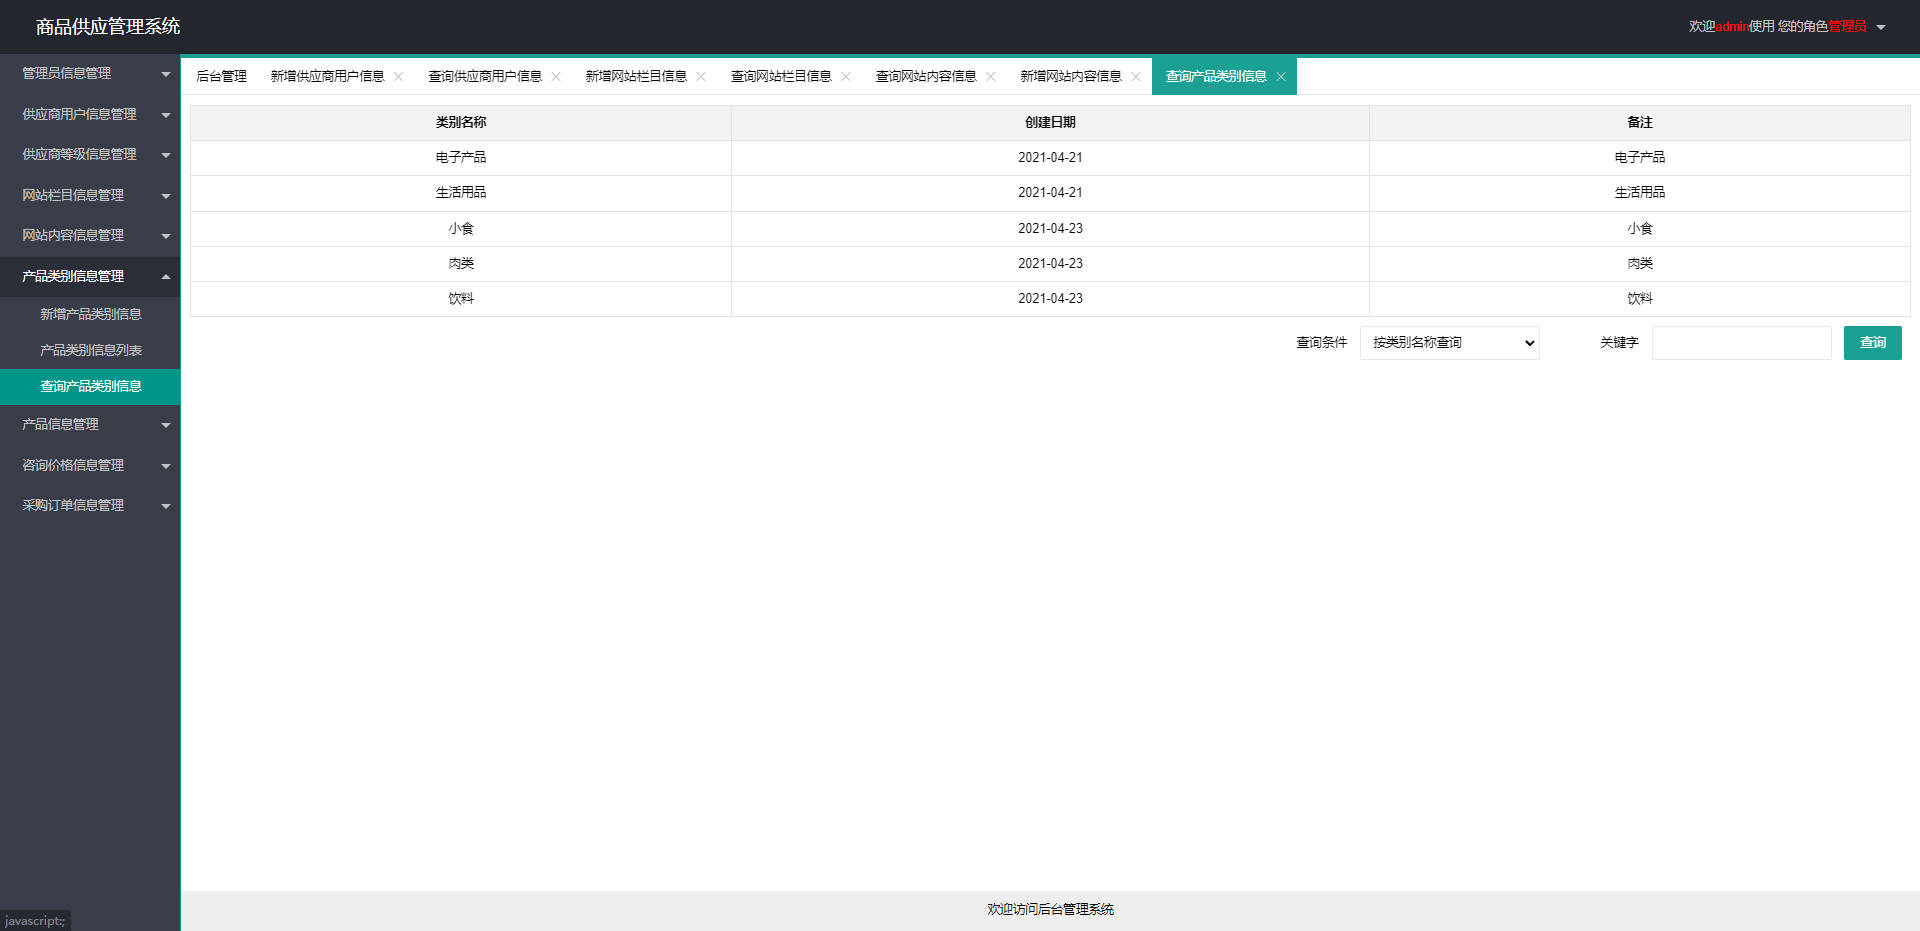 商品供应管理系统
欢迎admin使用 您的角色管理员
管理员信息管理
供应商用户信息管理
供应商等级信息管理
网站栏目信息管理
网站内容信息管理
产品类别信息管理
新增产品类别信息
产品类别信息列表
查询产品类别信息
产品信息管理
咨询价格信息管理
采购订单信息管理
后台管理 新增供应商用户信息 查询供应商用户信息 新增网站栏目信息 查询网站栏目信息 查询网站内容信息 新增网站内容信息 查询产品类别信息
类别名称 创建日期 备注
电子产品 2021-04-21 电子产品
生活用品 2021-04-21 生活用品
小食 2021-04-23 小食
肉类 2021-04-23 肉类
饮料 2021-04-23 饮料
查询条件 按类别名称查询 关键字 查询
欢迎访问后台管理系统
javascript:;